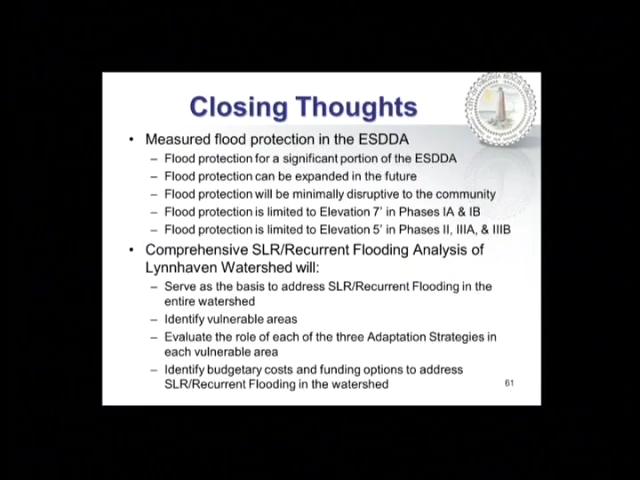 Closing Thoughts
• Measured flood protection in the ESDDA
– Flood protection for a significant portion of the ESDDA
– Flood protection can be expanded in the future
– Flood protection will be minimally disruptive to the community
– Flood protection is limited to Elevation 7' in Phases IA & IB
– Flood protection is limited to Elevation 5' in Phases II, IIIA, & IIIB
• Comprehensive SLR/Recurrent Flooding Analysis of
Lynnhaven Watershed will:
– Serve as the basis to address SLR/Recurrent Flooding in the
entire watershed
– Identify vulnerable areas
– Evaluate the role of each of the three Adaptation Strategies in
each vulnerable area
– Identify budgetary costs and funding options to address
SLR/Recurrent Flooding in the watershed
61